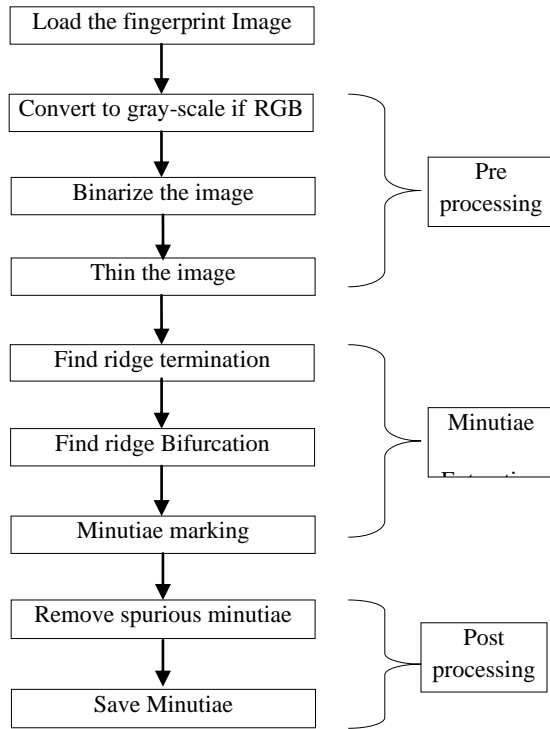 Load the fingerprint Image
Convert to gray-scale if RGB
Binarize the image
Thin the image
Pre
processing
Find ridge termination
Find ridge Bifurcation
Minutiae marking
Minutiae
Remove spurious minutiae
Save Minutiae
Post
processing